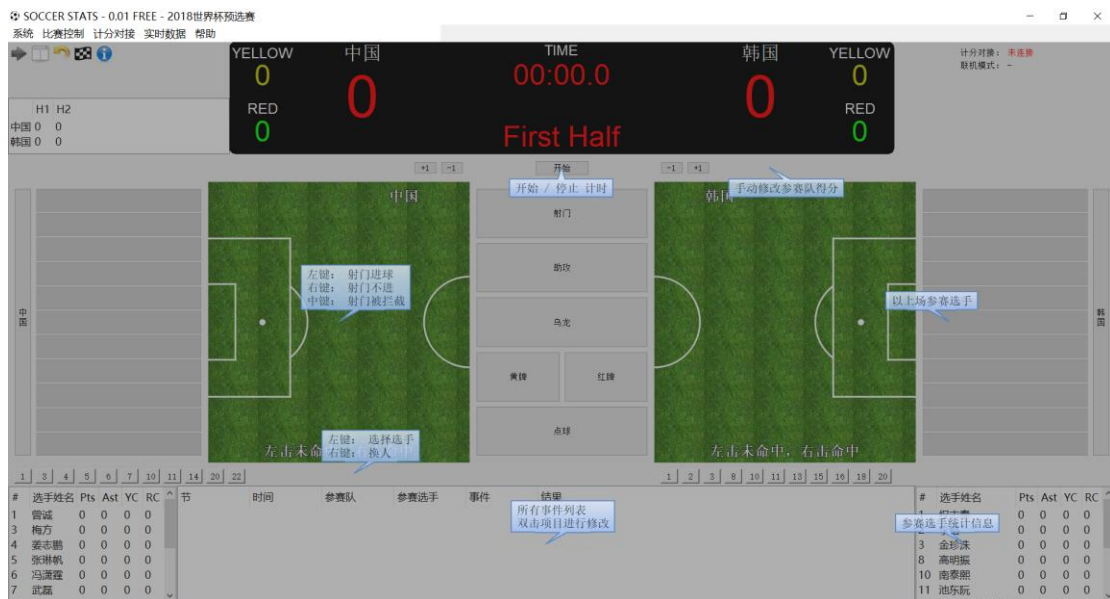 SOCCER STATS - 0.01 FREE - 2018世界杯预选赛
系统 比赛控制 计分对接 实时数据 帮助
YELLOW 中国 TIME 韩国 YELLOW
0 0 00:00.0 0 0
RED RED
0 First Half 0
计分对接： 未连接
联机模式： -
H1 H2
中国 0 0
韩国 0 0
+1 -1 开始 -1 +1
开始 / 停止 计时
手动修改参赛队得分
中国
韩国
射门
助攻
乌龙
黄牌 红牌
点球
左键： 射门进球
右键： 射门不进
中键： 射门被拦截
以上场参赛选手
中国
韩国
左键： 选择选手
右键： 换人
左击未命
左击未命中，右击命中
1 3 4 5 6 7 10 11 14 20 22
1 2 3 8 10 11 13 15 16 18 20
# 选手姓名 Pts Ast YC RC
1 曾诚 0 0 0 0
3 梅方 0 0 0 0
4 姜志鹏 0 0 0 0
5 张琳帆 0 0 0 0
6 冯潇霆 0 0 0 0
7 武磊 0 0 0 0
节 时间 参赛队 参赛选手 事件 结果
所有事件列表
双击项目进行修改
# 选手姓名 Pts Ast YC RC
1 0 0 0 0
2 0 0 0 0
参赛选手统计信息
3 金珍洙 0 0 0 0
8 高明振 0 0 0 0
10 南泰熙 0 0 0 0
11 池东沅 0 0 0 0